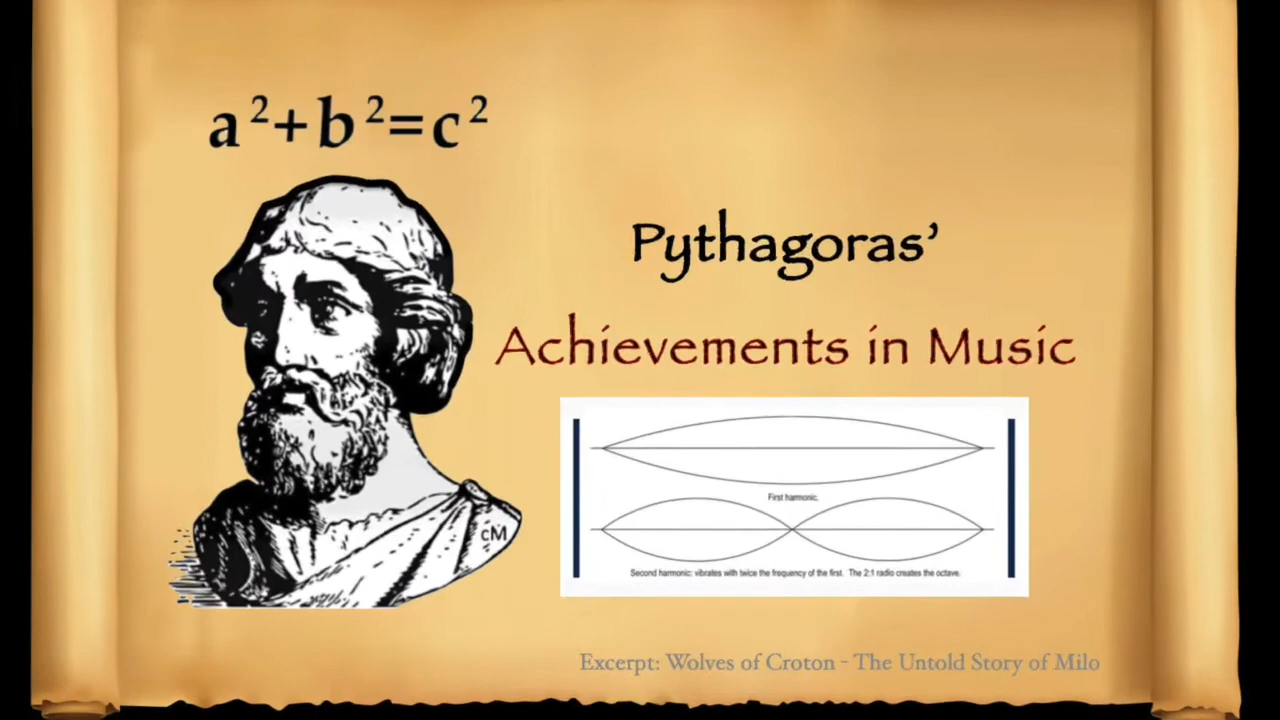 a²+b²=c²
Pythagoras’
Achievements in Music
First harmonic.
Second harmonic: vibrates with twice the frequency of the first. The 2:1 radio creates the octave.
cM
Excerpt: Wolves of Croton - The Untold Story of Milo